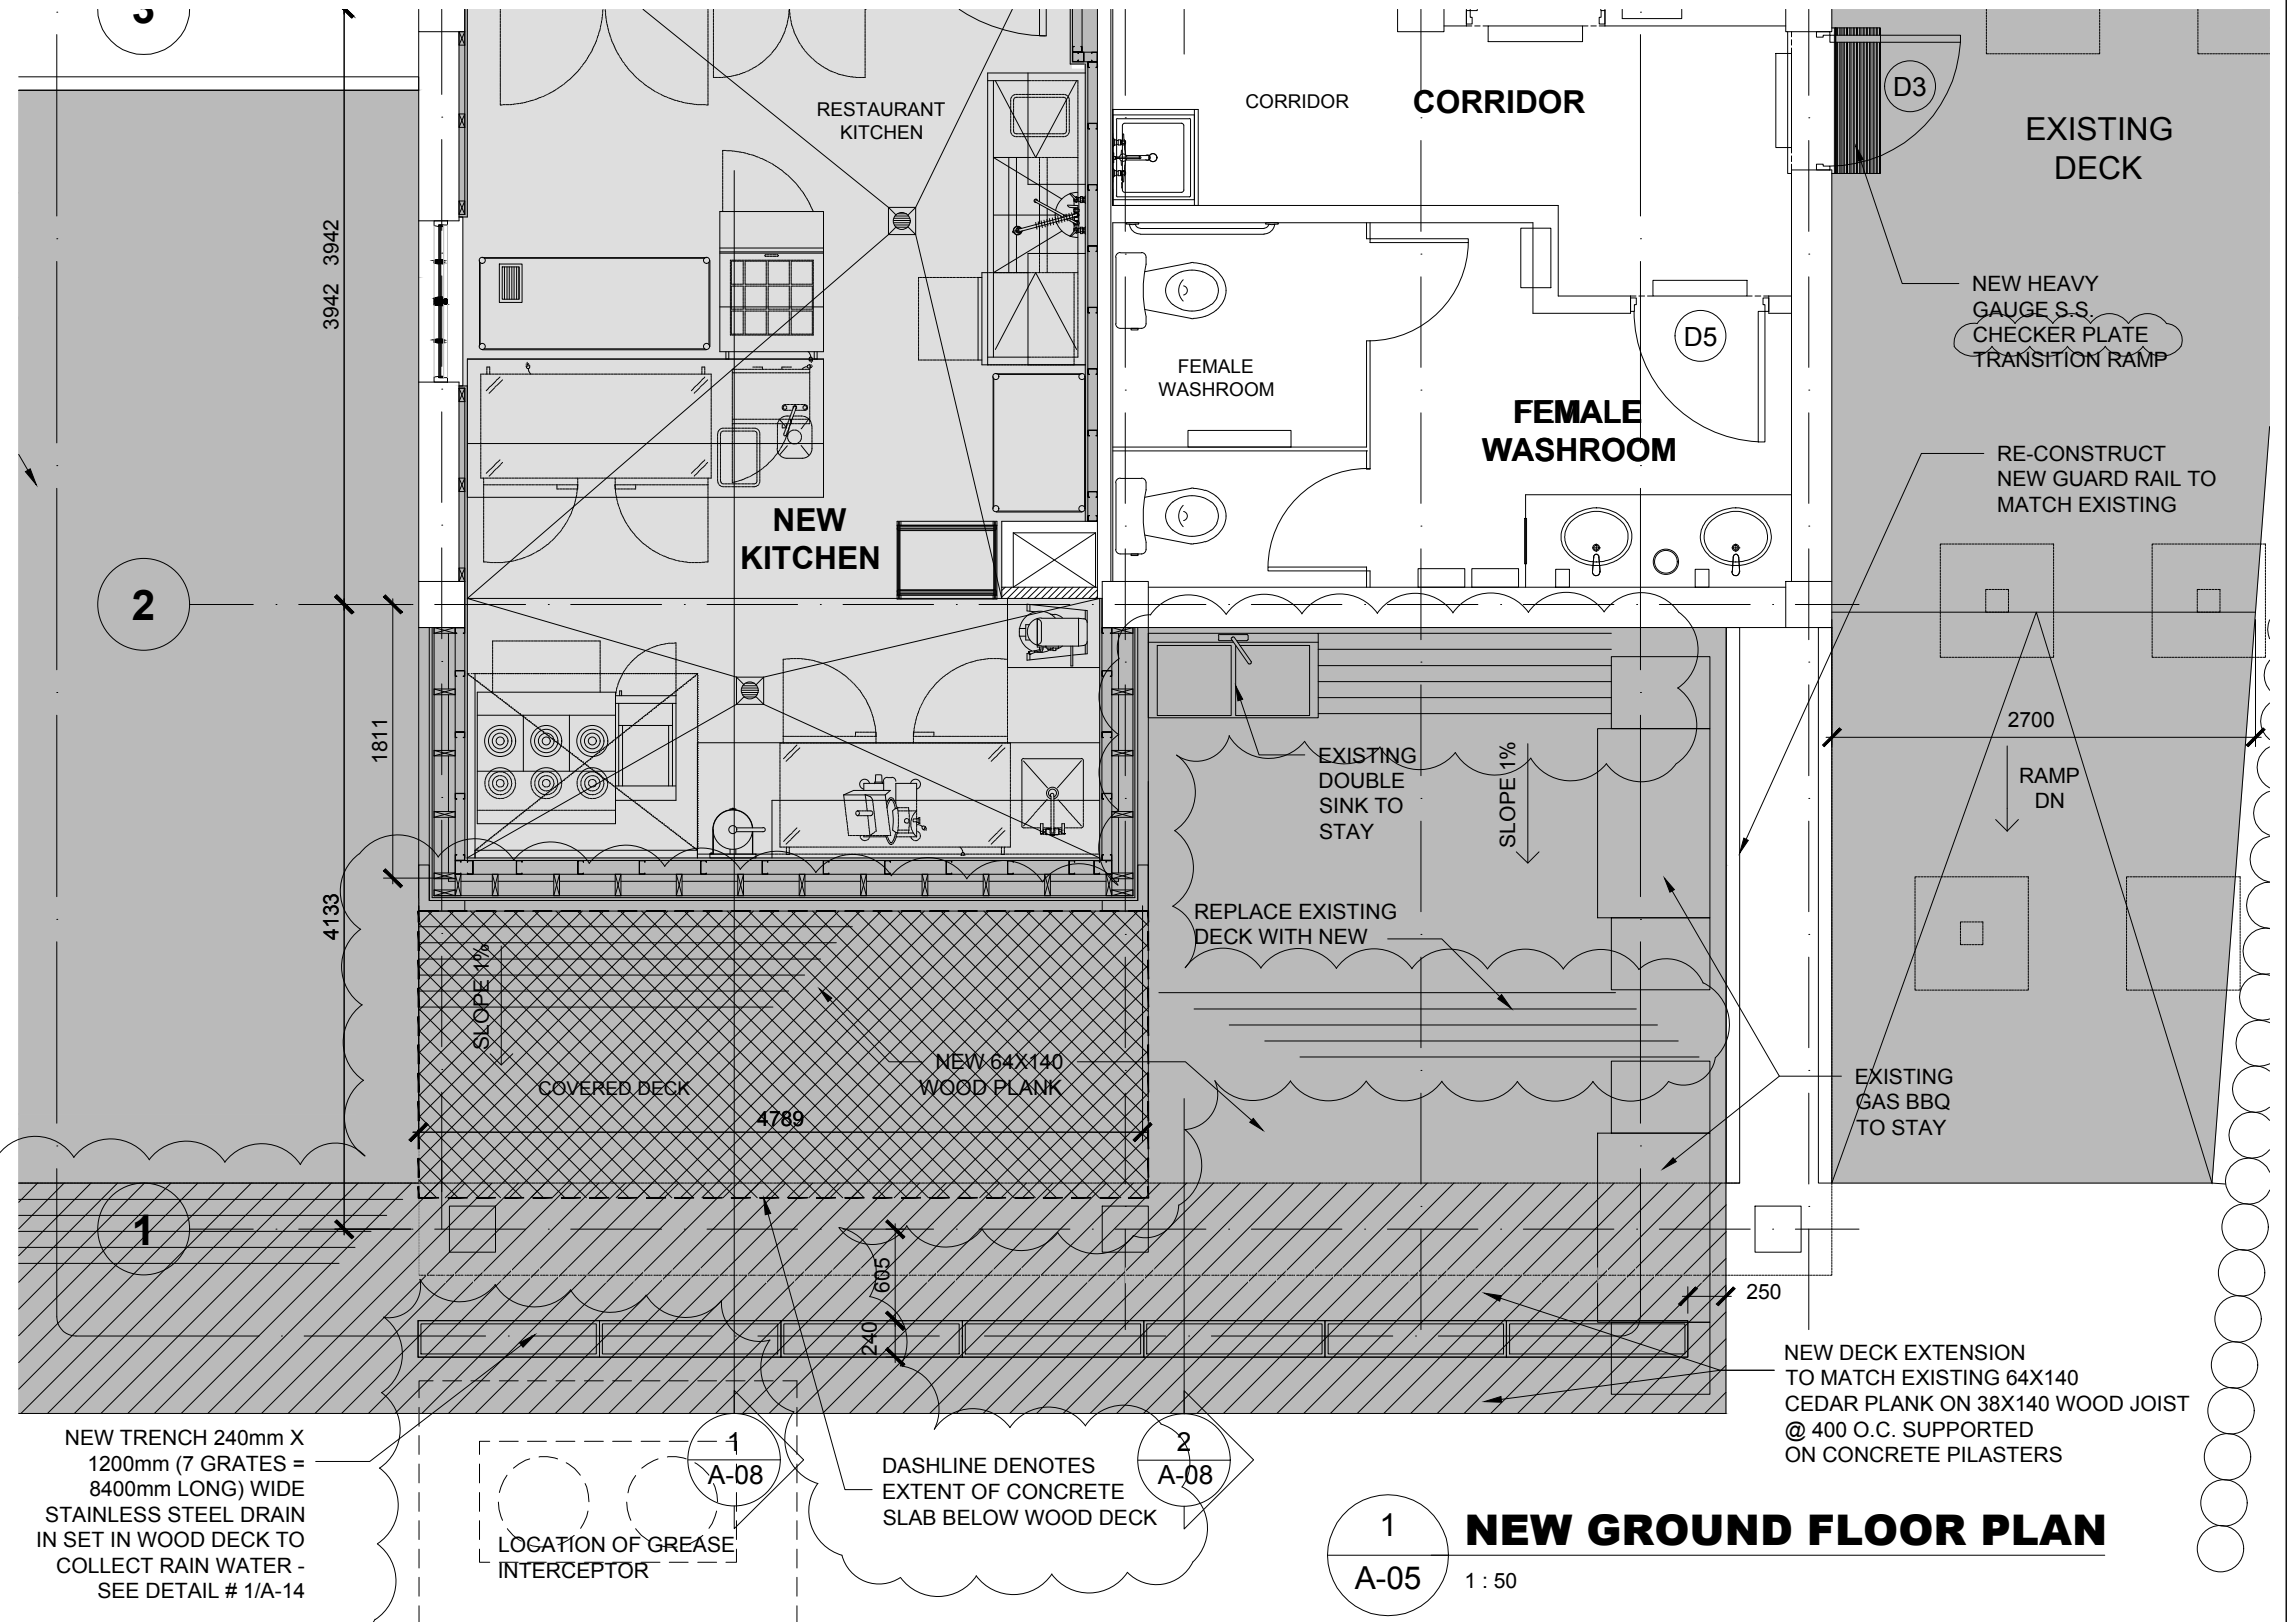 3
RESTAURANT
KITCHEN
CORRIDOR
CORRIDOR
D3
EXISTING
DECK
3942
3942
NEW HEAVY
GAUGE S.S.
CHECKER PLATE
TRANSITION RAMP
D5
FEMALE
WASHROOM
FEMALE
WASHROOM
RE-CONSTRUCT
NEW GUARD RAIL TO
MATCH EXISTING
NEW
KITCHEN
2
1811
2700
RAMP
DN
EXISTING
DOUBLE
SINK TO
STAY
SLOPE 1%
4133
REPLACE EXISTING
DECK WITH NEW
SLOPE 1%
NEW 64X140
WOOD PLANK
COVERED DECK
4789
EXISTING
GAS BBQ
TO STAY
1
605
240
250
NEW DECK EXTENSION
TO MATCH EXISTING 64X140
CEDAR PLANK ON 38X140 WOOD JOIST
@ 400 O.C. SUPPORTED
ON CONCRETE PILASTERS
NEW TRENCH 240mm X
1200mm (7 GRATES =
8400mm LONG) WIDE
STAINLESS STEEL DRAIN
IN SET IN WOOD DECK TO
COLLECT RAIN WATER -
SEE DETAIL # 1/A-14
1
A-08
2
A-08
DASHLINE DENOTES
EXTENT OF CONCRETE
SLAB BELOW WOOD DECK
LOCATION OF GREASE
INTERCEPTOR
1
A-05
NEW GROUND FLOOR PLAN
1 : 50